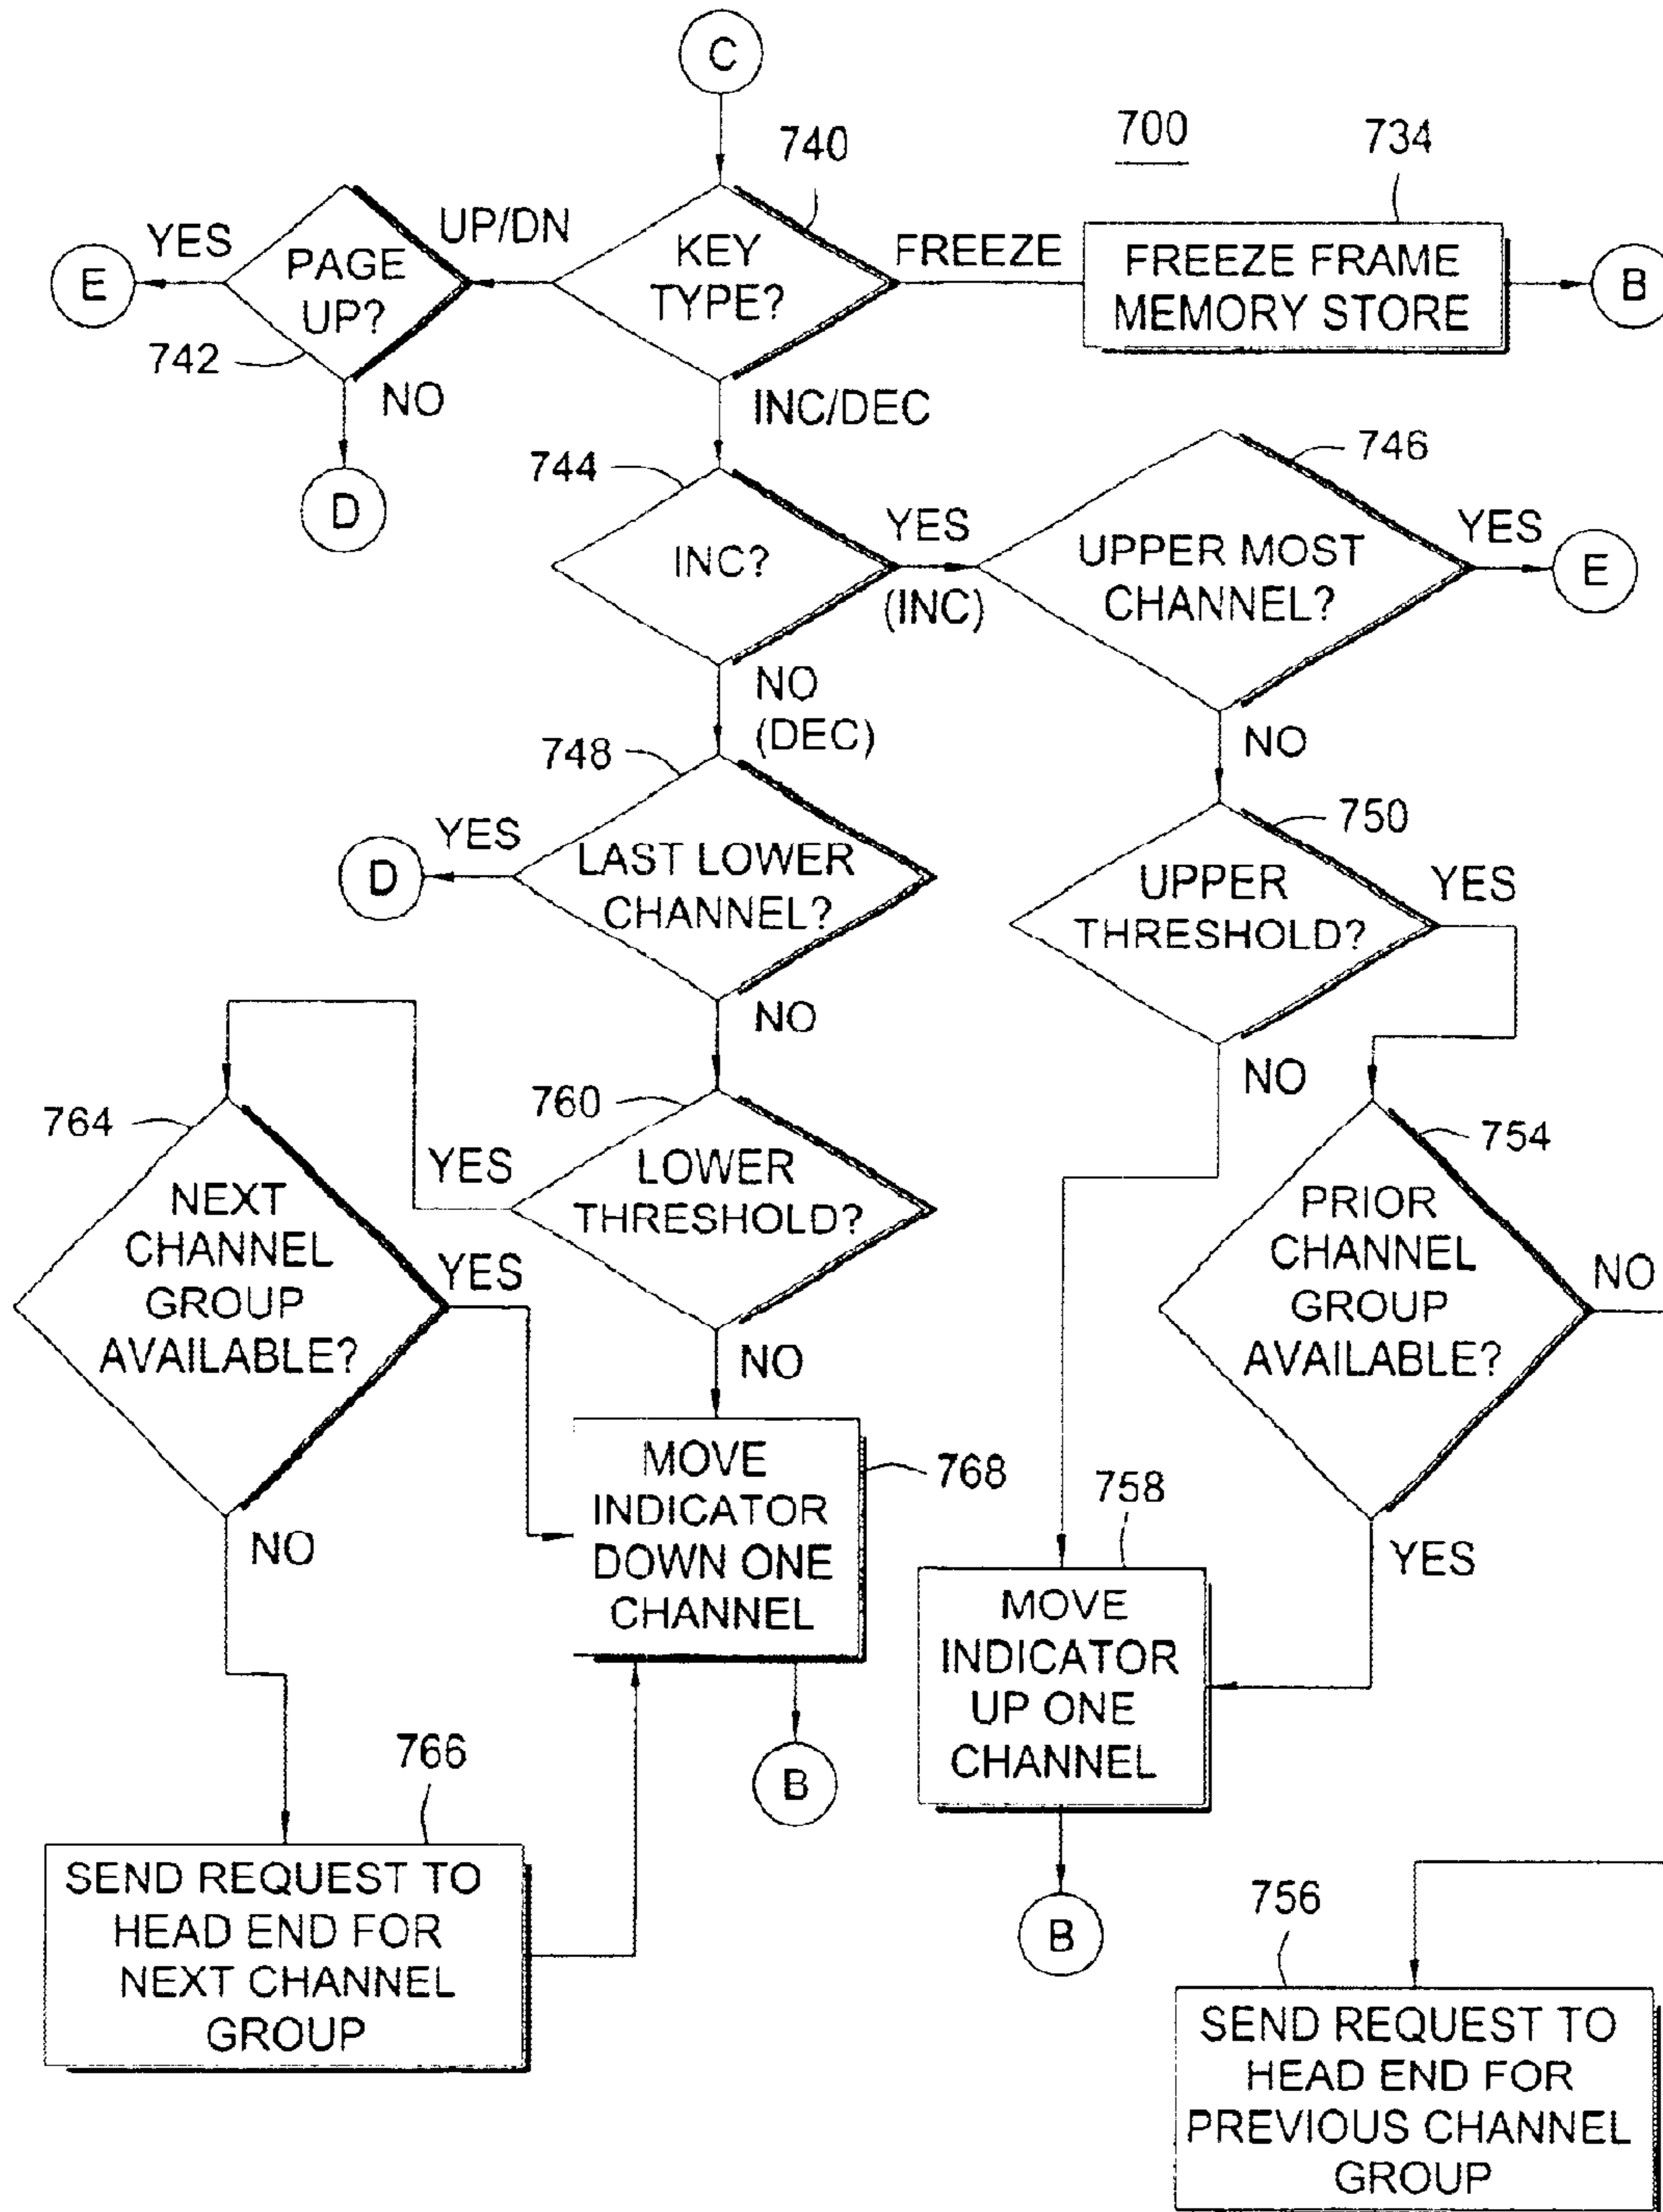 C
740
700
734
YES
UP/DN
FREEZE
E
PAGE
UP?
KEY
TYPE?
FREEZE FRAME
MEMORY STORE
B
742
NO
INC/DEC
D
744
746
INC?
YES
(INC)
UPPER MOST
CHANNEL?
YES
E
NO
(DEC)
NO
748
750
YES
D
LAST LOWER
CHANNEL?
UPPER
THRESHOLD?
YES
NO
NO
764
760
754
YES
NEXT
CHANNEL
GROUP
AVAILABLE?
YES
LOWER
THRESHOLD?
PRIOR
CHANNEL
GROUP
AVAILABLE?
NO
NO
NO
MOVE
INDICATOR
DOWN ONE
CHANNEL
768
758
YES
MOVE
INDICATOR
UP ONE
CHANNEL
766
B
SEND REQUEST TO
HEAD END FOR
NEXT CHANNEL
GROUP
B
756
SEND REQUEST TO
HEAD END FOR
PREVIOUS CHANNEL
GROUP